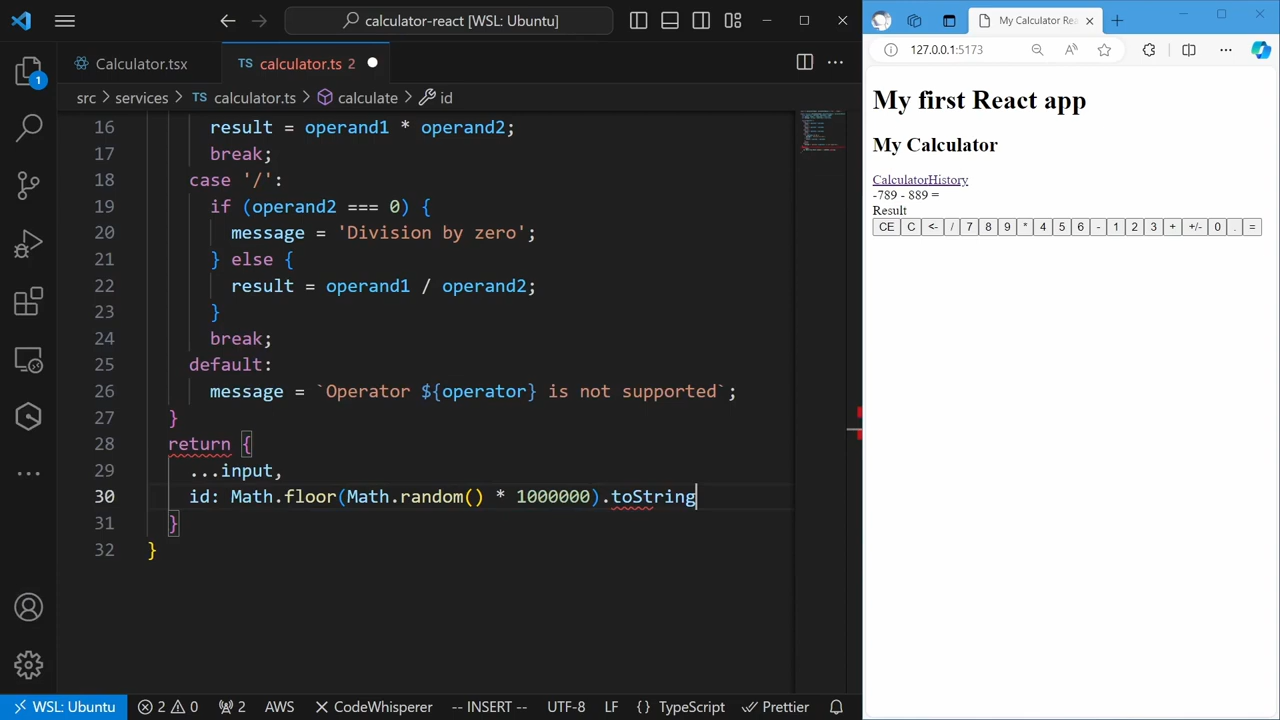 calculator-react [WSL: Ubuntu]
Calculator.tsx
TS calculator.ts 2
src > services > TS calculator.ts > calculate > id
16 result = operand1 * operand2;
17 break;
18 case '/':
19 if (operand2 === 0) {
20 message = 'Division by zero';
21 } else {
22 result = operand1 / operand2;
23 }
24 break;
25 default:
26 message = `Operator ${operator} is not supported`;
27 }
28 return {
29 ...input,
30 id: Math.floor(Math.random() * 1000000).toString
31 }
32 }
1
WSL: Ubuntu 2 0 2 AWS CodeWhisperer -- INSERT -- UTF-8 LF {} TypeScript Prettier
My Calculator Rea
127.0.0.1:5173
My first React app
My Calculator
CalculatorHistory
-789 - 889 =
Result
CE C <- / 7 8 9 * 4 5 6 - 1 2 3 + +/- 0 . =